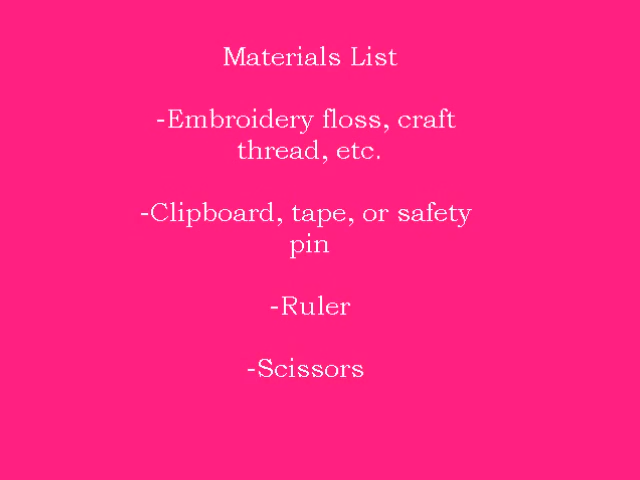 Materials List
-Embroidery floss, craft
thread, etc.
-Clipboard, tape, or safety
pin
-Ruler
-Scissors